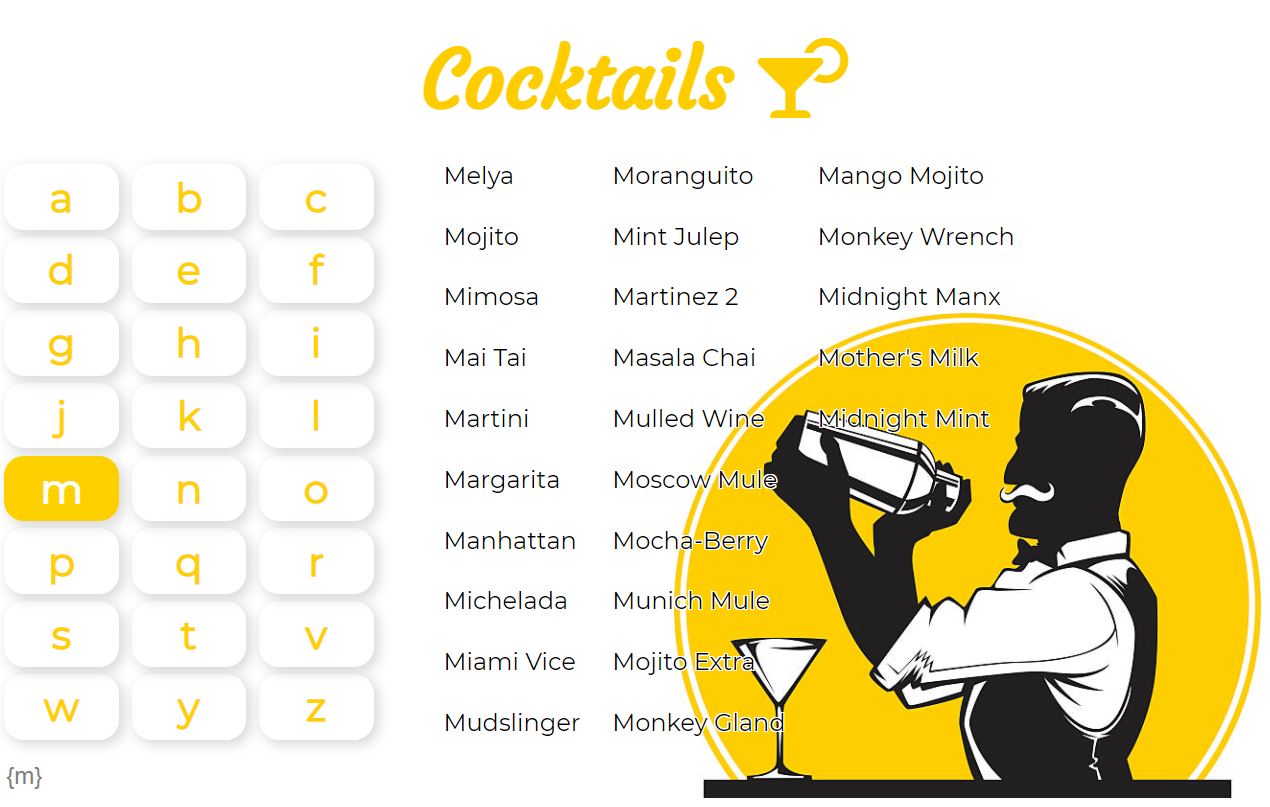 Cocktails
a b c
d e f
g h i
j k l
m n o
p q r
s t v
w y z
{m}
Melya
Mojito
Mimosa
Mai Tai
Martini
Margarita
Manhattan
Michelada
Miami Vice
Mudslinger
Moranguito
Mint Julep
Martinez 2
Masala Chai
Mulled Wine
Moscow Mule
Mocha-Berry
Munich Mule
Mojito Extra
Monkey Gland
Mango Mojito
Monkey Wrench
Midnight Manx
Mother's Milk
Midnight Mint